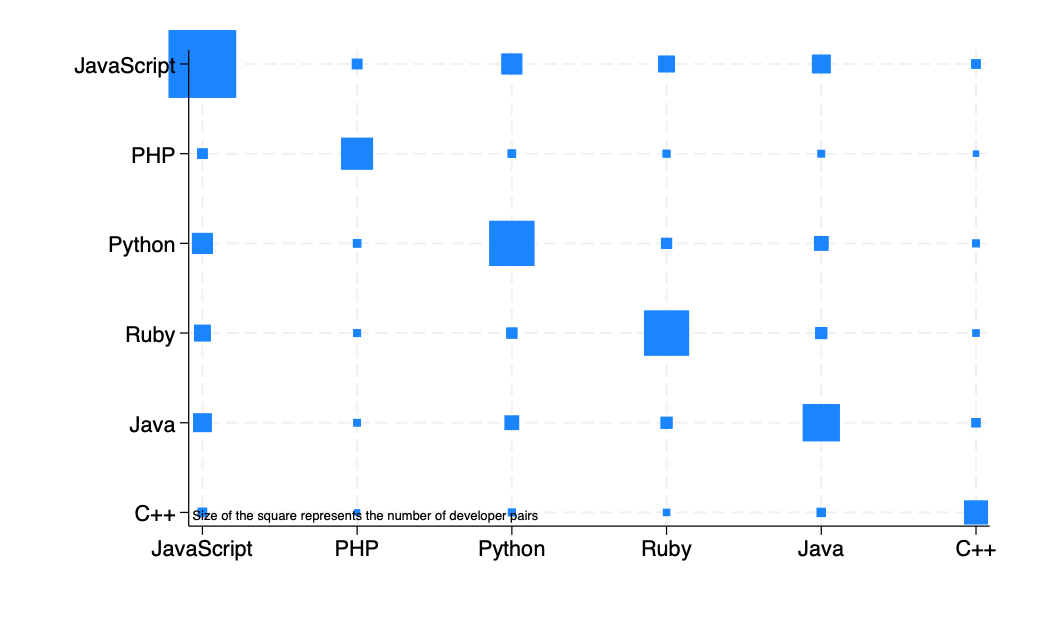 JavaScript
PHP
Python
Ruby
Java
C++
Size of the square represents the number of developer pairs
JavaScript PHP Python Ruby Java C++